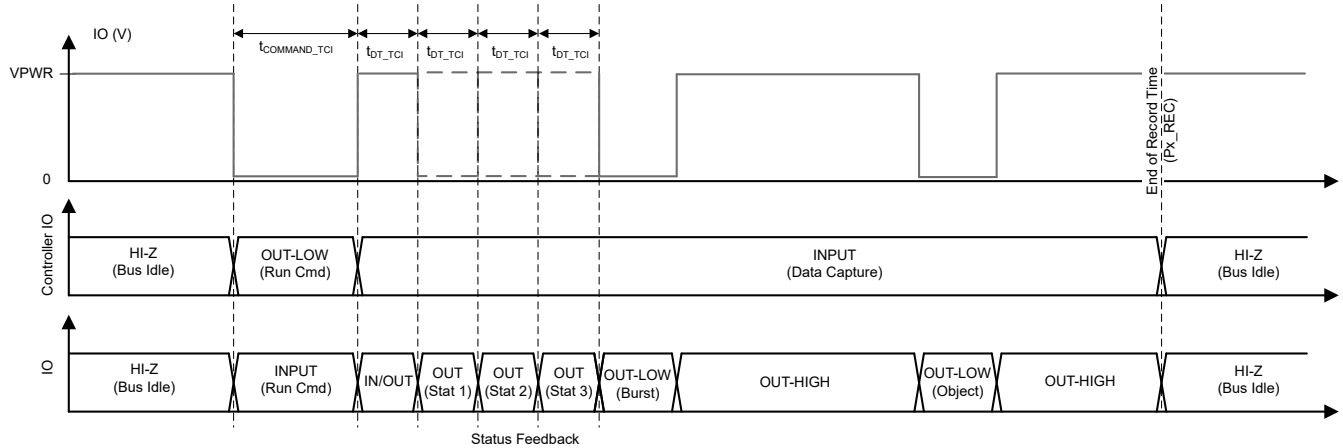 IO (V)
tCOMMAND_TCI
tDT_TCI
tDT_TCI
tDT_TCI
tDT_TCI
VPWR
0
End of Record Time
(Px_REC)
Controller IO
HI-Z
(Bus Idle)
OUT-LOW
(Run Cmd)
INPUT
(Data Capture)
HI-Z
(Bus Idle)
IO
HI-Z
(Bus Idle)
INPUT
(Run Cmd)
IN/OUT
OUT
(Stat 1)
OUT
(Stat 2)
OUT
(Stat 3)
OUT-LOW
(Burst)
OUT-HIGH
OUT-LOW
(Object)
OUT-HIGH
HI-Z
(Bus Idle)
Status Feedback